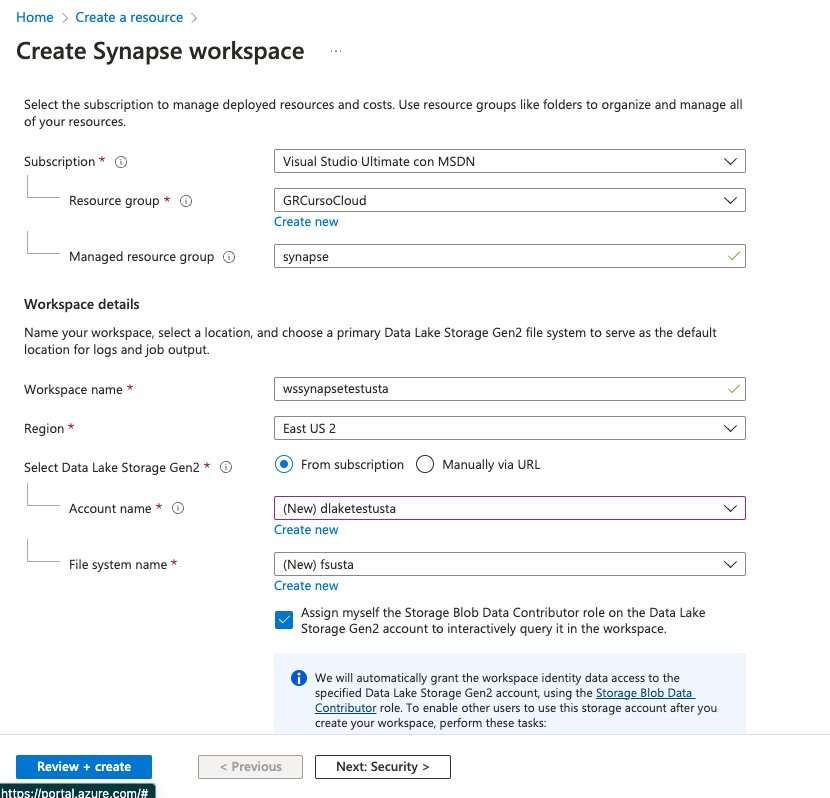 Home > Create a resource >
Create Synapse workspace ...
Select the subscription to manage deployed resources and costs. Use resource groups like folders to organize and manage all
of your resources.
Subscription * Visual Studio Ultimate con MSDN
Resource group * GRCursoCloud
Create new
Managed resource group synapse
Workspace details
Name your workspace, select a location, and choose a primary Data Lake Storage Gen2 file system to serve as the default
location for logs and job output.
Workspace name * wssynapsetestusta
Region * East US 2
Select Data Lake Storage Gen2 * From subscription Manually via URL
Account name * (New) dlaketestusta
Create new
File system name * (New) fsusta
Create new
Assign myself the Storage Blob Data Contributor role on the Data Lake
Storage Gen2 account to interactively query it in the workspace.
We will automatically grant the workspace identity data access to the
specified Data Lake Storage Gen2 account, using the Storage Blob Data
Contributor role. To enable other users to use this storage account after you
create your workspace, perform these tasks:
Review + create < Previous Next: Security >
https://portal.azure.com/#